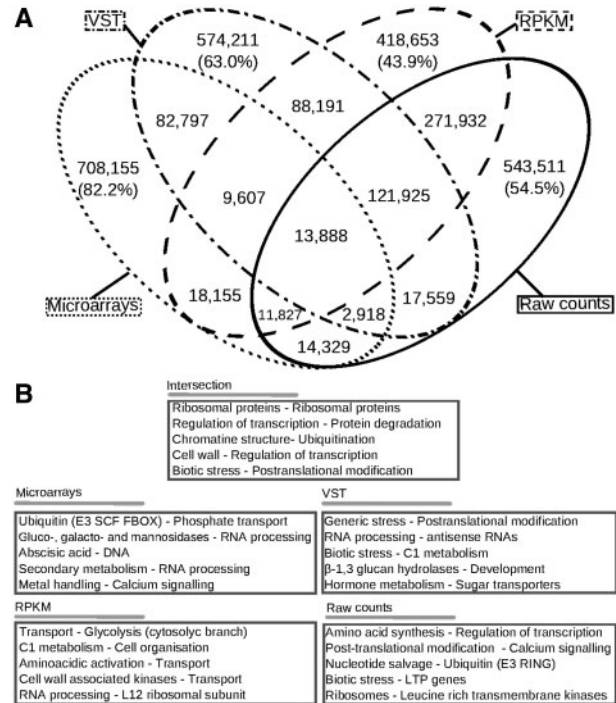 A
VST
574,211
(63.0%)
418,653
(43.9%)
RPKM
82,797
88,191
271,932
708,155
(82.2%)
543,511
(54.5%)
9,607
121,925
13,888
18,155
17,559
11,827
2,918
14,329
Microarrays
Raw counts
B
Intersection
Ribosomal proteins - Ribosomal proteins
Regulation of transcription - Protein degradation
Chromatine structure- Ubiquitination
Cell wall - Regulation of transcription
Biotic stress - Postranslational modification
Microarrays
Ubiquitin (E3 SCF FBOX) - Phosphate transport
Gluco-, galacto- and mannosidases - RNA processing
Abscisic acid - DNA
Secondary metabolism - RNA processing
Metal handling - Calcium signalling
VST
Generic stress - Postranslational modification
RNA processing - antisense RNAs
Biotic stress - C1 metabolism
β-1,3 glucan hydrolases - Development
Hormone metabolism - Sugar transporters
RPKM
Transport - Glycolysis (cytosolyc branch)
C1 metabolism - Cell organisation
Aminoacidic activation - Transport
Cell wall associated kinases - Transport
RNA processing - L12 ribosomal subunit
Raw counts
Amino acid synthesis - Regulation of transcription
Post-translational modification - Calcium signalling
Nucleotide salvage - Ubiquitin (E3 RING)
Biotic stress - LTP genes
Ribosomes - Leucine rich transmembrane kinases